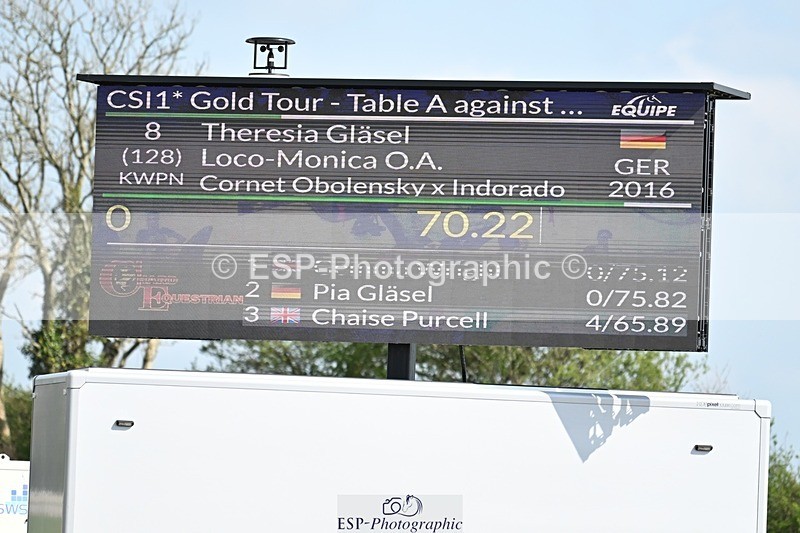 CSI1* Gold Tour - Table A against ...
EQUIPE
8 Theresia Gläsel
(128) Loco-Monica O.A. GER
KWPN Cornet Obolensky x Indorado 2016
0 70.22
0/75.12
© ESP-Photographic ©
EQUESTRIAN
2 Pia Gläsel 0/75.82
3 Chaise Purcell 4/65.89
SWS
ESP-Photographic